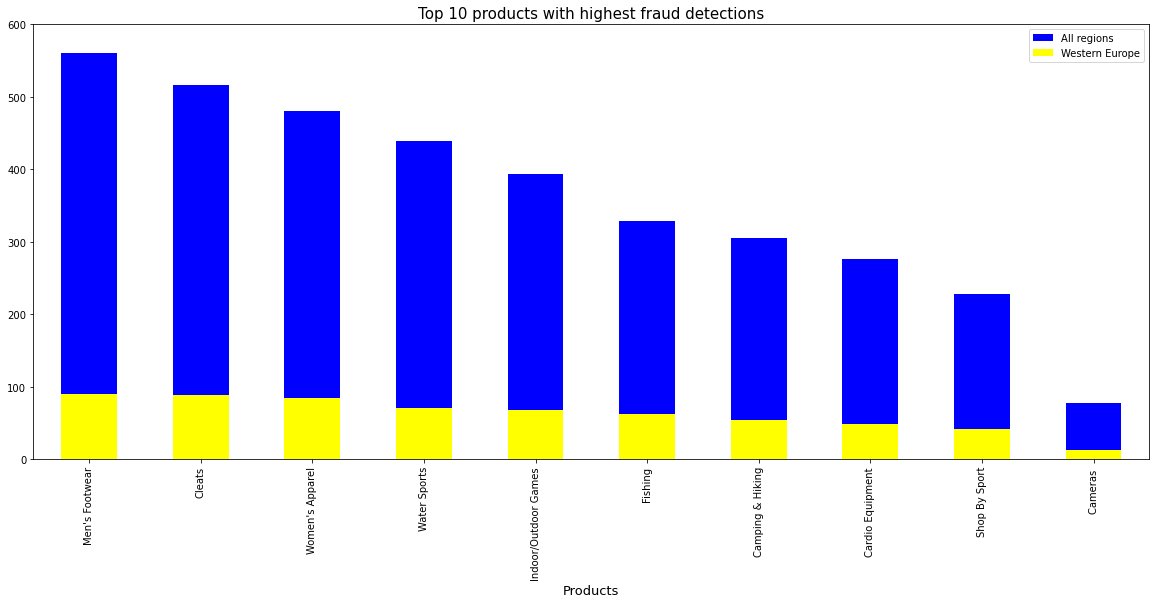 Top 10 products with highest fraud detections
All regions
Western Europe
600
500
400
300
200
100
0
Men's Footwear
Cleats
Women's Apparel
Water Sports
Indoor/Outdoor Games
Fishing
Camping & Hiking
Cardio Equipment
Shop By Sport
Cameras
Products